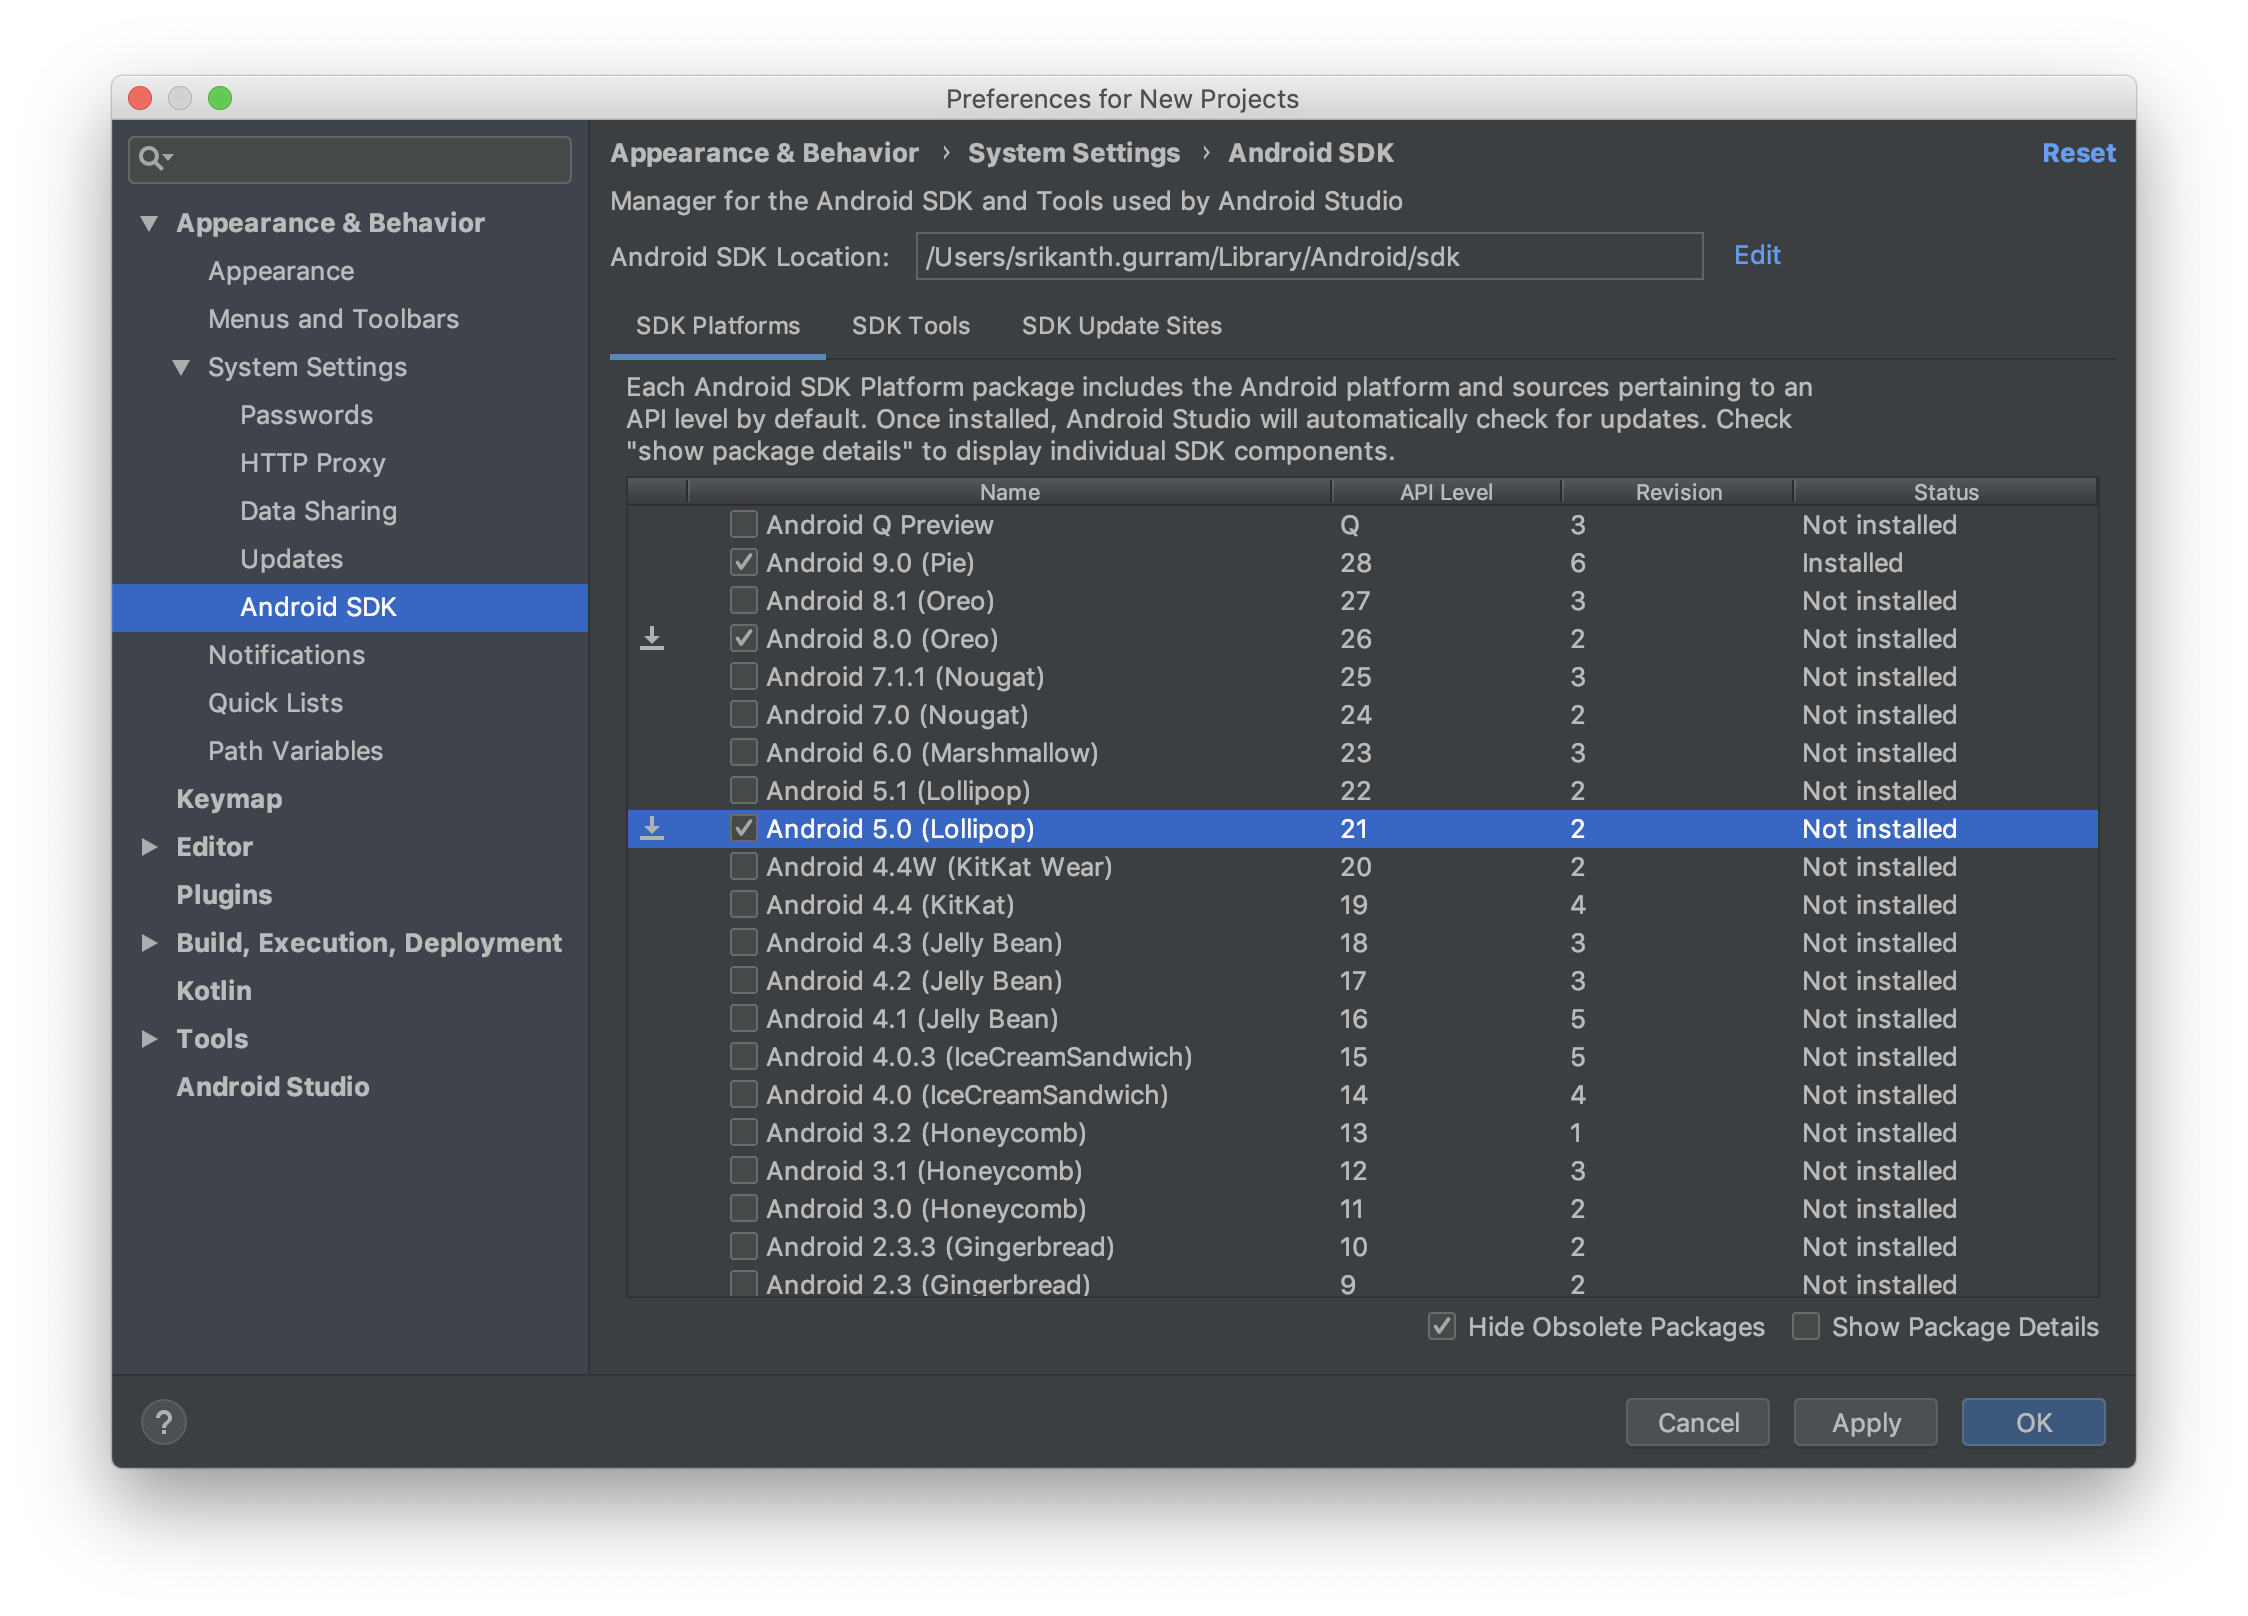 Preferences for New Projects
Appearance & Behavior
Appearance
Menus and Toolbars
System Settings
Passwords
HTTP Proxy
Data Sharing
Updates
Android SDK
Notifications
Quick Lists
Path Variables
Keymap
Editor
Plugins
Build, Execution, Deployment
Kotlin
Tools
Android Studio
Appearance & Behavior › System Settings › Android SDK Reset
Manager for the Android SDK and Tools used by Android Studio
Android SDK Location: /Users/srikanth.gurram/Library/Android/sdk Edit
SDK Platforms SDK Tools SDK Update Sites
Each Android SDK Platform package includes the Android platform and sources pertaining to an
API level by default. Once installed, Android Studio will automatically check for updates. Check
"show package details" to display individual SDK components.
Name API Level Revision Status
Android Q Preview Q 3 Not installed
Android 9.0 (Pie) 28 6 Installed
Android 8.1 (Oreo) 27 3 Not installed
Android 8.0 (Oreo) 26 2 Not installed
Android 7.1.1 (Nougat) 25 3 Not installed
Android 7.0 (Nougat) 24 2 Not installed
Android 6.0 (Marshmallow) 23 3 Not installed
Android 5.1 (Lollipop) 22 2 Not installed
Android 5.0 (Lollipop) 21 2 Not installed
Android 4.4W (KitKat Wear) 20 2 Not installed
Android 4.4 (KitKat) 19 4 Not installed
Android 4.3 (Jelly Bean) 18 3 Not installed
Android 4.2 (Jelly Bean) 17 3 Not installed
Android 4.1 (Jelly Bean) 16 5 Not installed
Android 4.0.3 (IceCreamSandwich) 15 5 Not installed
Android 4.0 (IceCreamSandwich) 14 4 Not installed
Android 3.2 (Honeycomb) 13 1 Not installed
Android 3.1 (Honeycomb) 12 3 Not installed
Android 3.0 (Honeycomb) 11 2 Not installed
Android 2.3.3 (Gingerbread) 10 2 Not installed
Android 2.3 (Gingerbread) 9 2 Not installed
Hide Obsolete Packages Show Package Details
? Cancel Apply OK